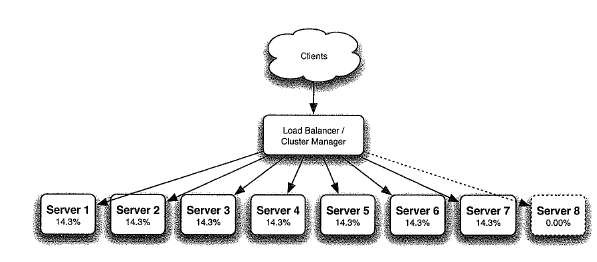 Clients
Load Balancer /
Cluster Manager
Server 1
14.3%
Server 2
14.3%
Server 3
14.3%
Server 4
14.3%
Server 5
14.3%
Server 6
14.3%
Server 7
14.3%
Server 8
0.00%